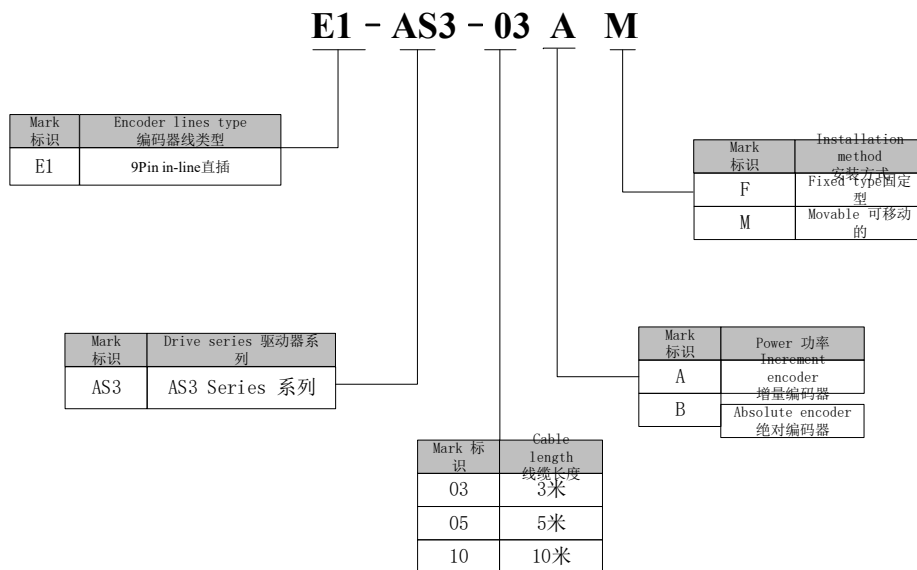 E1 - AS3 - 03 A M
Mark
标识
Encoder lines type
编码器线类型
E1
9Pin in-line直插
Mark
标识
Installation
method
安装方式
F
Fixed type固定
型
M
Movable 可移动
的
Mark
标识
Drive series 驱动器系
列
AS3
AS3 Series 系列
Mark
标识
Power 功率
A
Increment
encoder
增量编码器
B
Absolute encoder
绝对编码器
Mark 标
识
Cable
length
线缆长度
03
3米
05
5米
10
10米